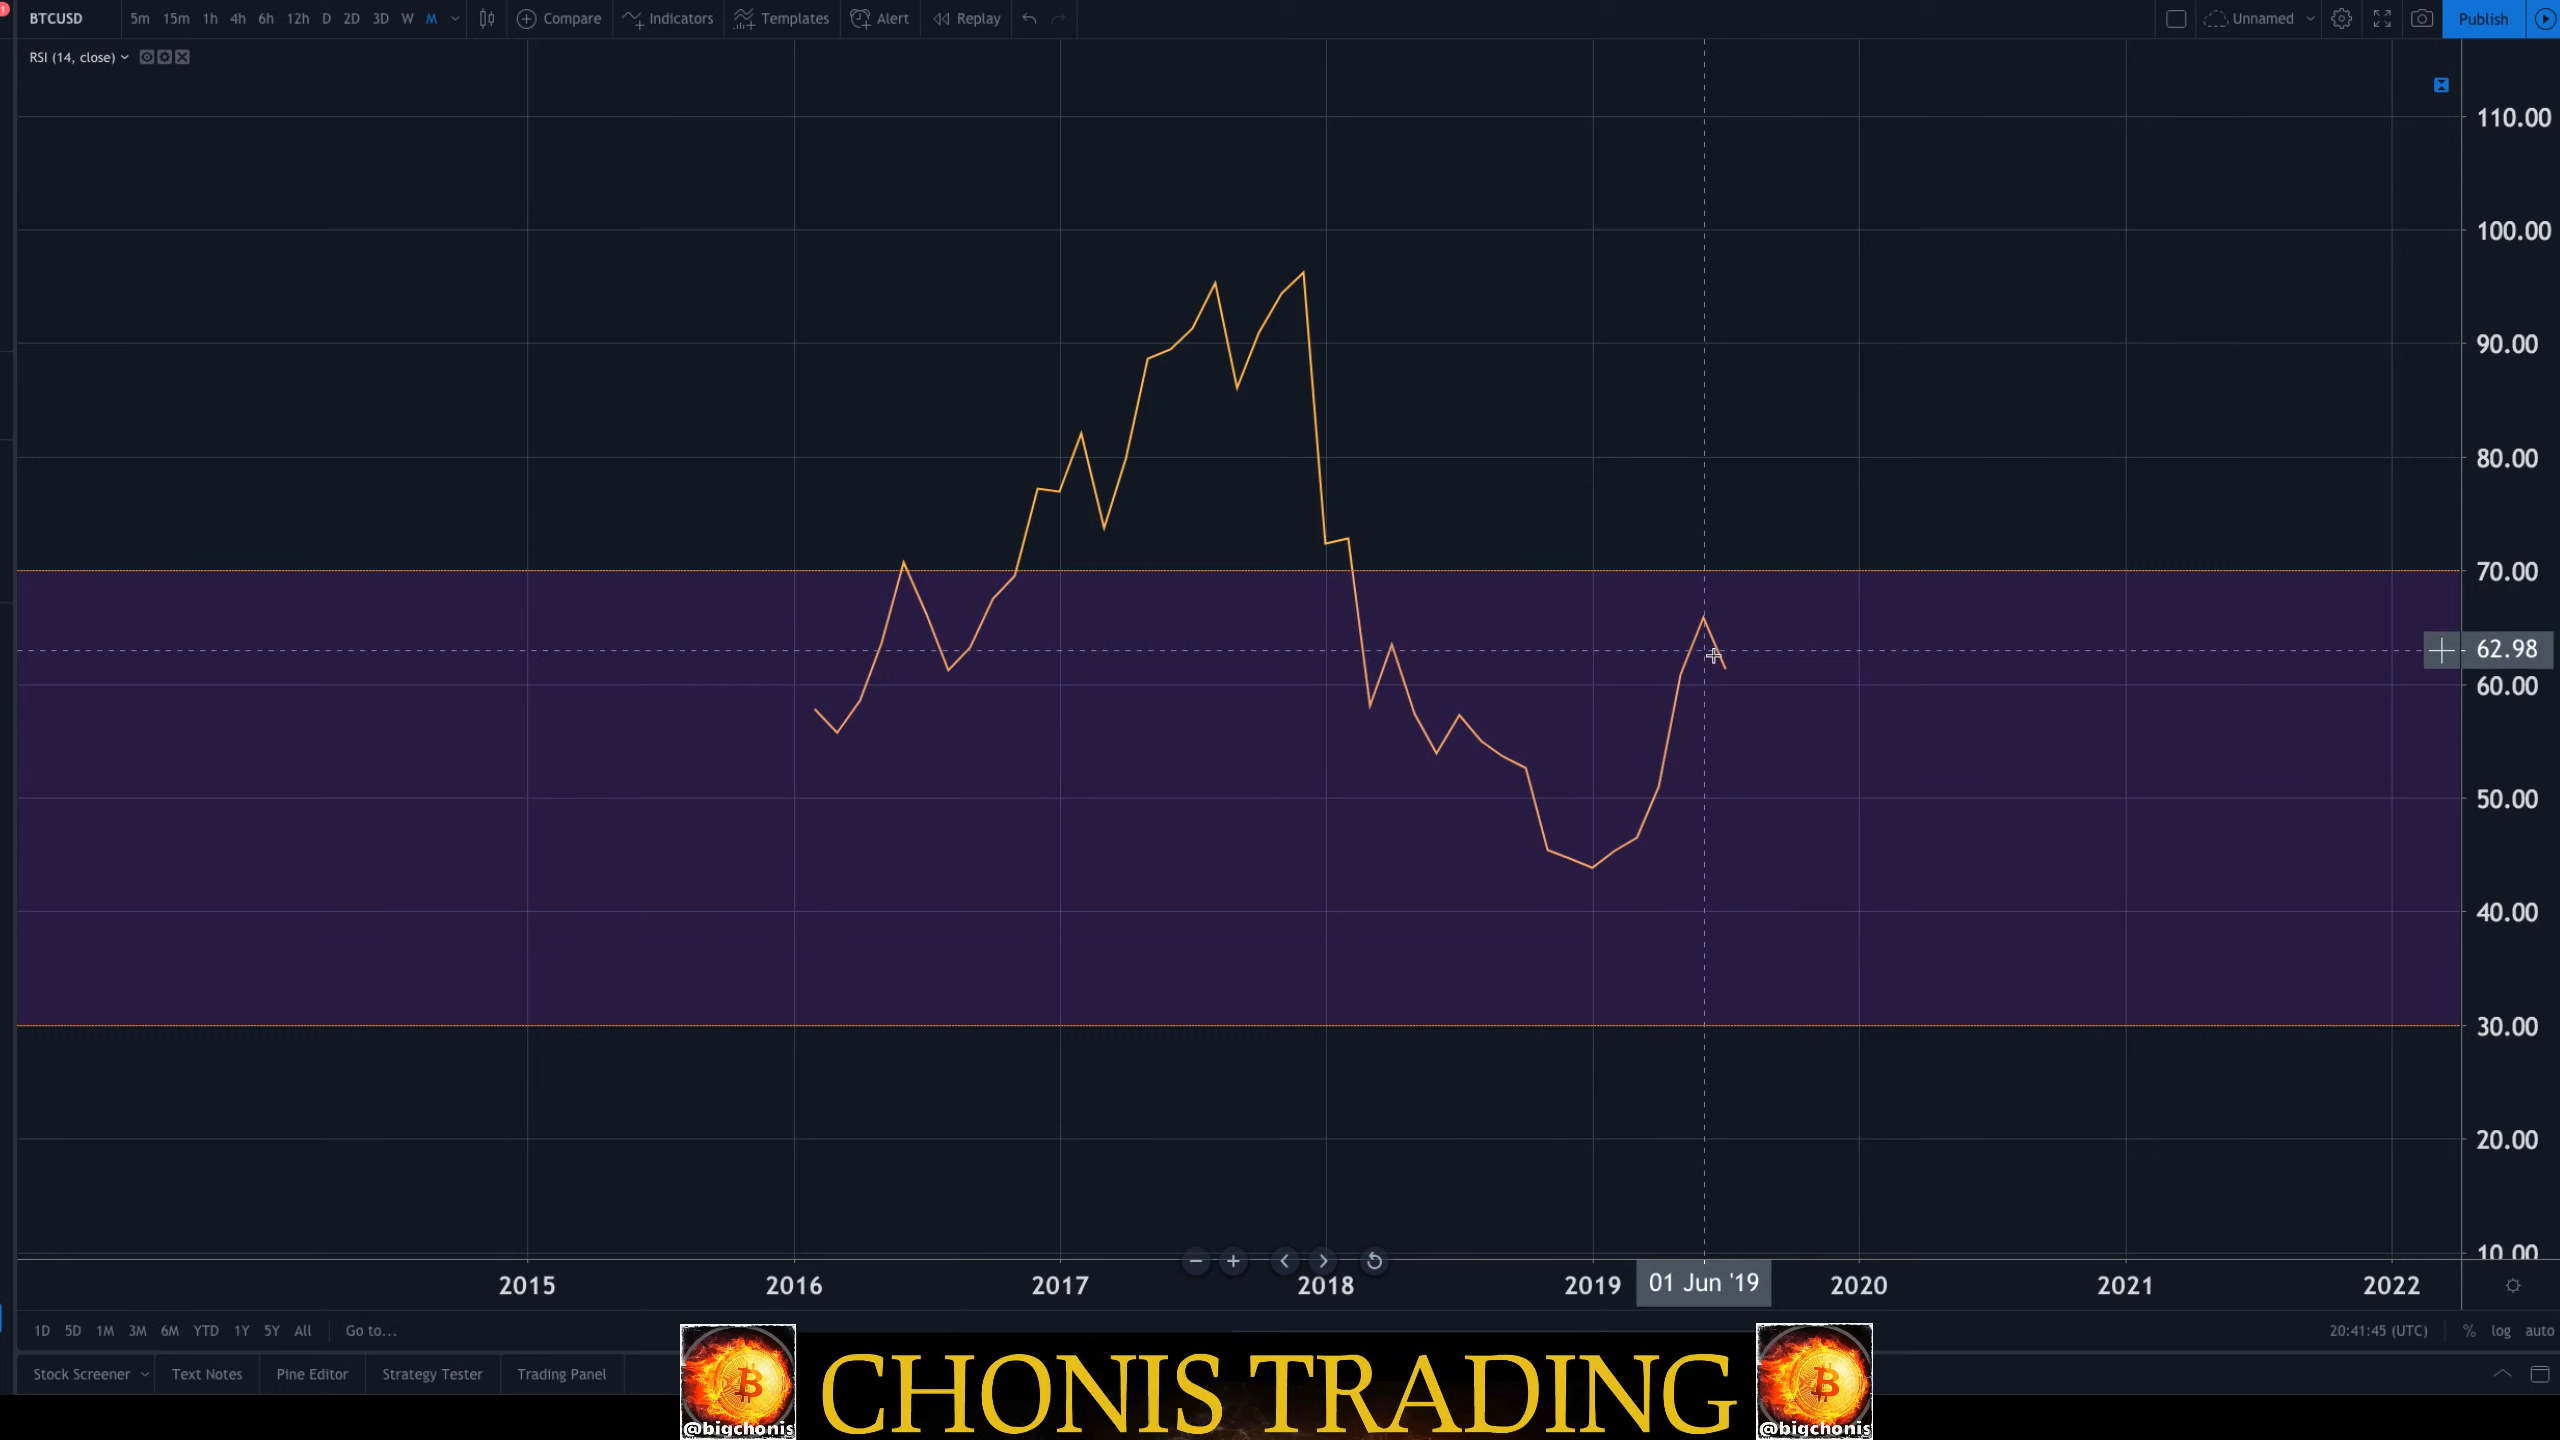 BTCUSD 5m 15m 1h 4h 6h 12h D 2D 3D W M Compare Indicators Templates Alert Replay Unnamed Publish
RSI (14, close)
110.00
100.00
90.00
80.00
70.00
62.98
60.00
50.00
40.00
30.00
20.00
10.00
2015 2016 2017 2018 2019 01 Jun '19 2020 2021 2022
1D 5D 1M 3M 6M YTD 1Y 5Y All Go to... 20:41:45 (UTC) % log auto
Stock Screener Text Notes Pine Editor Strategy Tester Trading Panel
CHONIS TRADING
@bigchonis
@bigchonis